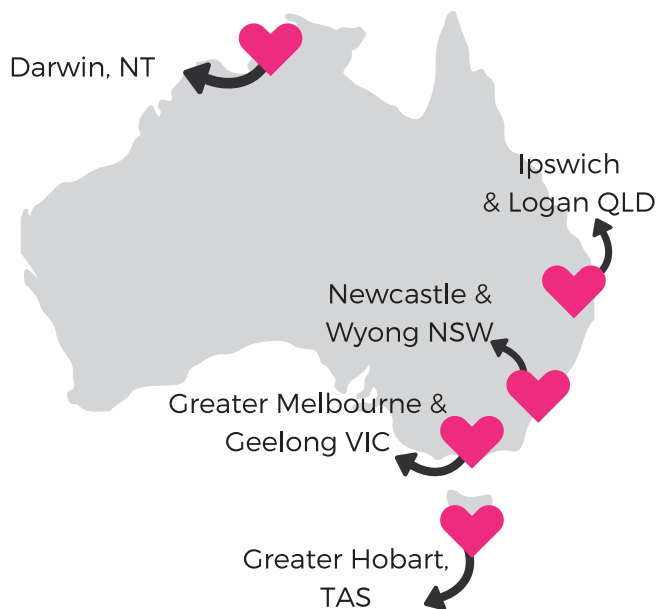 Darwin, NT
Ipswich
& Logan QLD
Newcastle &
Wyong NSW
Greater Melbourne &
Geelong VIC
Greater Hobart,
TAS